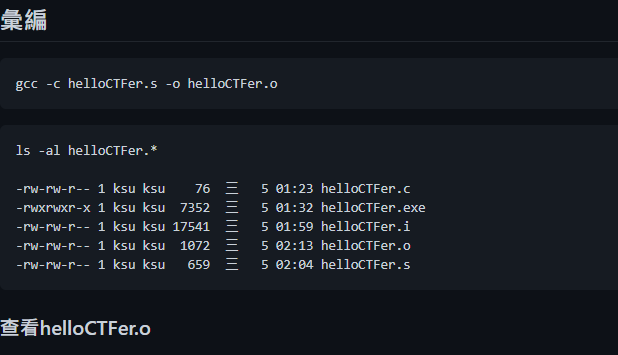 彙編
gcc -c helloCTFer.s -o helloCTFer.o
ls -al helloCTFer.*
-rw-rw-r-- 1 ksu ksu    76  三   5 01:23 helloCTFer.c
-rwxrwxr-x 1 ksu ksu  7352  三   5 01:32 helloCTFer.exe
-rw-rw-r-- 1 ksu ksu 17541  三   5 01:59 helloCTFer.i
-rw-rw-r-- 1 ksu ksu  1072  三   5 02:13 helloCTFer.o
-rw-rw-r-- 1 ksu ksu   659  三   5 02:04 helloCTFer.s
查看helloCTFer.o